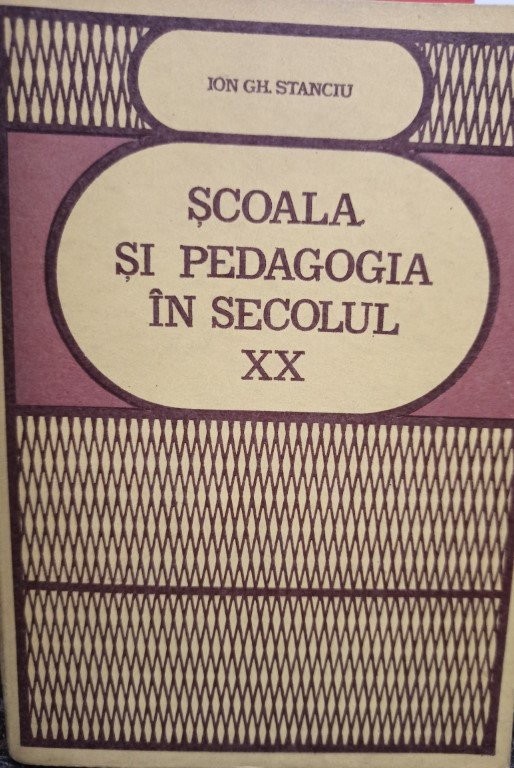 ION GH. STANCIU
ȘCOALA
ȘI PEDAGOGIA
ÎN SECOLUL
XX